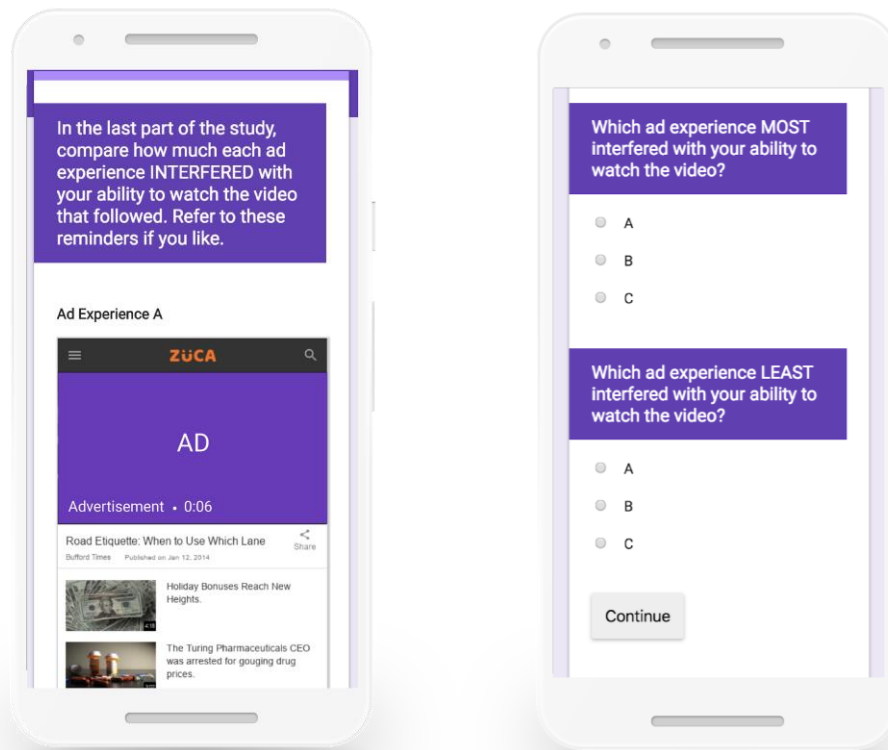 In the last part of the study,
compare how much each ad
experience INTERFERED with
your ability to watch the video
that followed. Refer to these
reminders if you like.
Ad Experience A
ZÜCA
AD
Advertisement • 0:06
Road Etiquette: When to Use Which Lane
Share
Bufford Times Published on Jan 12, 2014
Holiday Bonuses Reach New
Heights.
The Turing Pharmaceuticals CEO
was arrested for gouging drug
prices.
Which ad experience MOST
interfered with your ability to
watch the video?
A
B
C
Which ad experience LEAST
interfered with your ability to
watch the video?
A
B
C
Continue